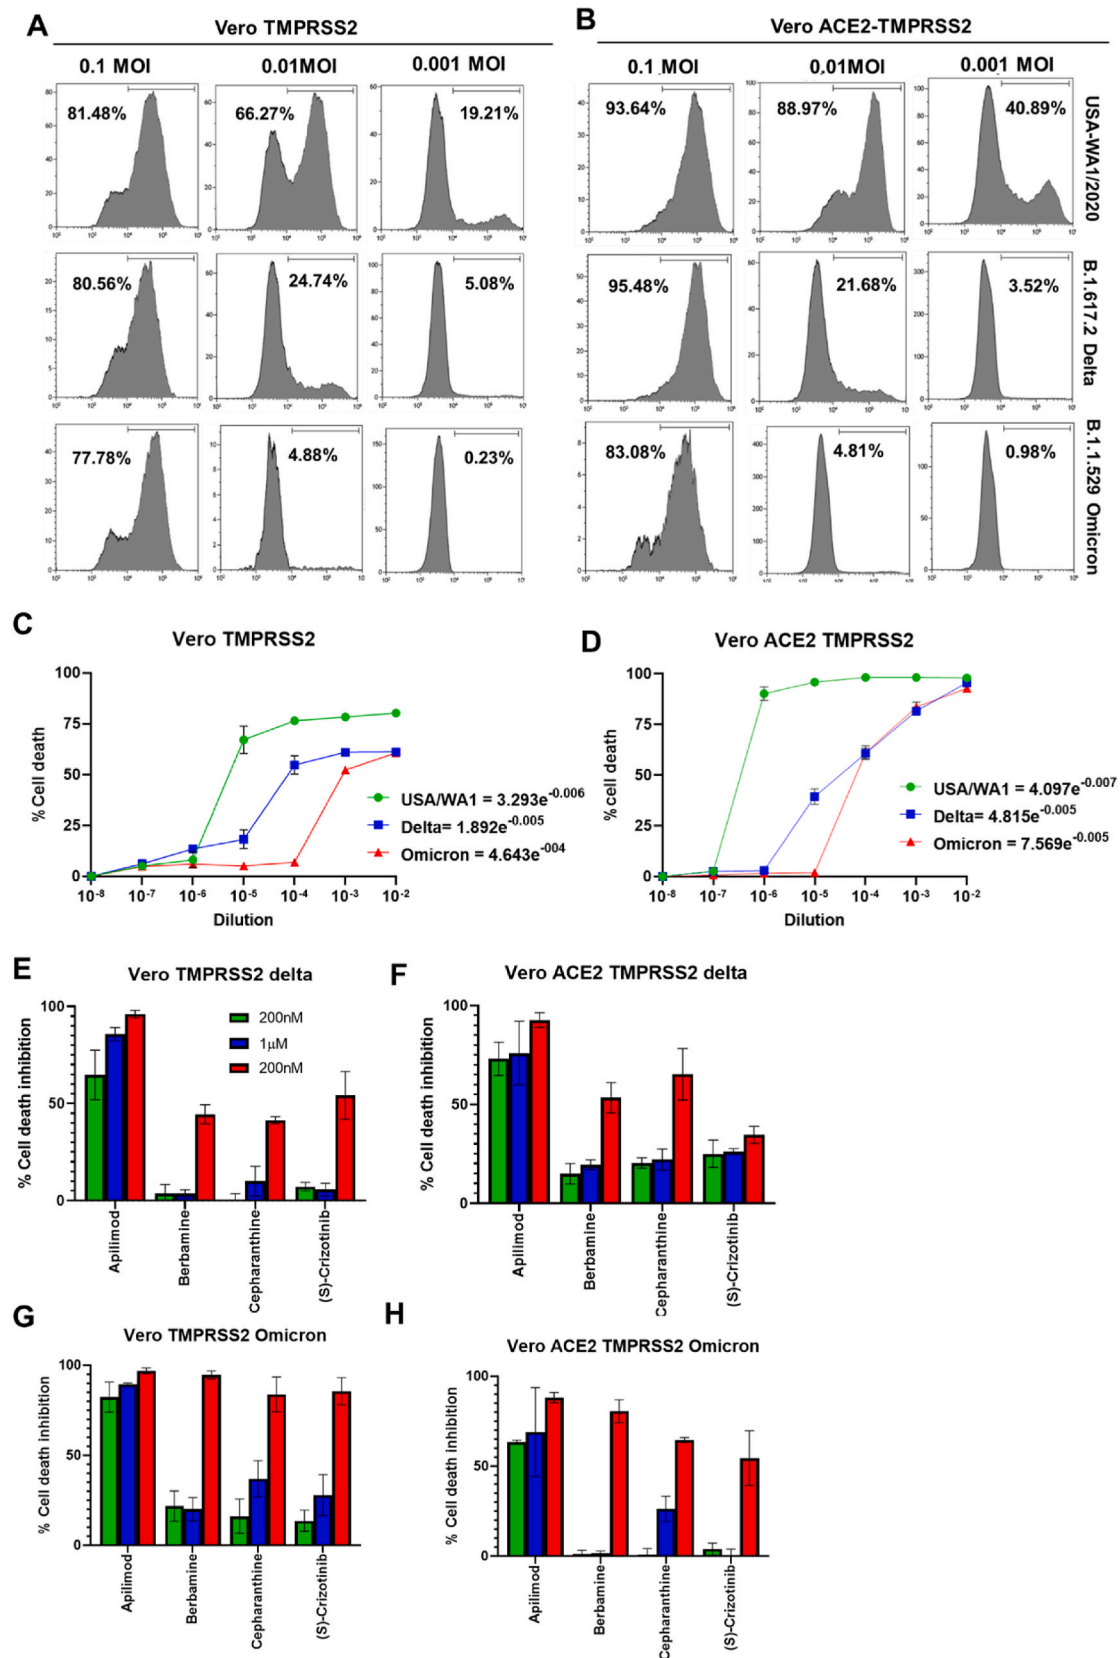 A
Vero TMPRSS2
0.1 MOI
0.01MOI
0.001 MOI
81.48%
66.27%
19.21%
80.56%
24.74%
5.08%
77.78%
4.88%
0.23%
B
Vero ACE2-TMPRSS2
0.1 MOI
0.01MOI
0.001 MOI
93.64%
88.97%
40.89%
USA-WA1/2020
95.48%
21.68%
3.52%
B.1.617.2 Delta
83.08%
4.81%
0.98%
B.1.1.529 Omicron
C
Vero TMPRSS2
% Cell death
100
75
50
25
0
USA/WA1 = 3.293e^-0.006
Delta= 1.892e^-0.005
Omicron = 4.643e^-004
10^-8 10^-7 10^-6 10^-5 10^-4 10^-3 10^-2
Dilution
D
Vero ACE2 TMPRSS2
% cell death
100
75
50
25
0
USA/WA1 = 4.097e^-0.007
Delta= 4.815e^-0.005
Omicron = 7.569e^-0.005
10^-8 10^-7 10^-6 10^-5 10^-4 10^-3 10^-2
Dilution
E
Vero TMPRSS2 delta
% Cell death inhibition
100
50
0
200nM
1μM
200nM
Apilimod
Berbamine
Cepharanthine
(S)-Crizotinib
F
Vero ACE2 TMPRSS2 delta
% Cell death inhibition
100
50
0
Apilimod
Berbamine
Cepharanthine
(S)-Crizotinib
G
Vero TMPRSS2 Omicron
% Cell death inhibition
100
50
0
Apilimod
Berbamine
Cepharanthine
(S)-Crizotinib
H
Vero ACE2 TMPRSS2 Omicron
% Cell death inhibition
100
50
0
Apilimod
Berbamine
Cepharanthine
(S)-Crizotinib